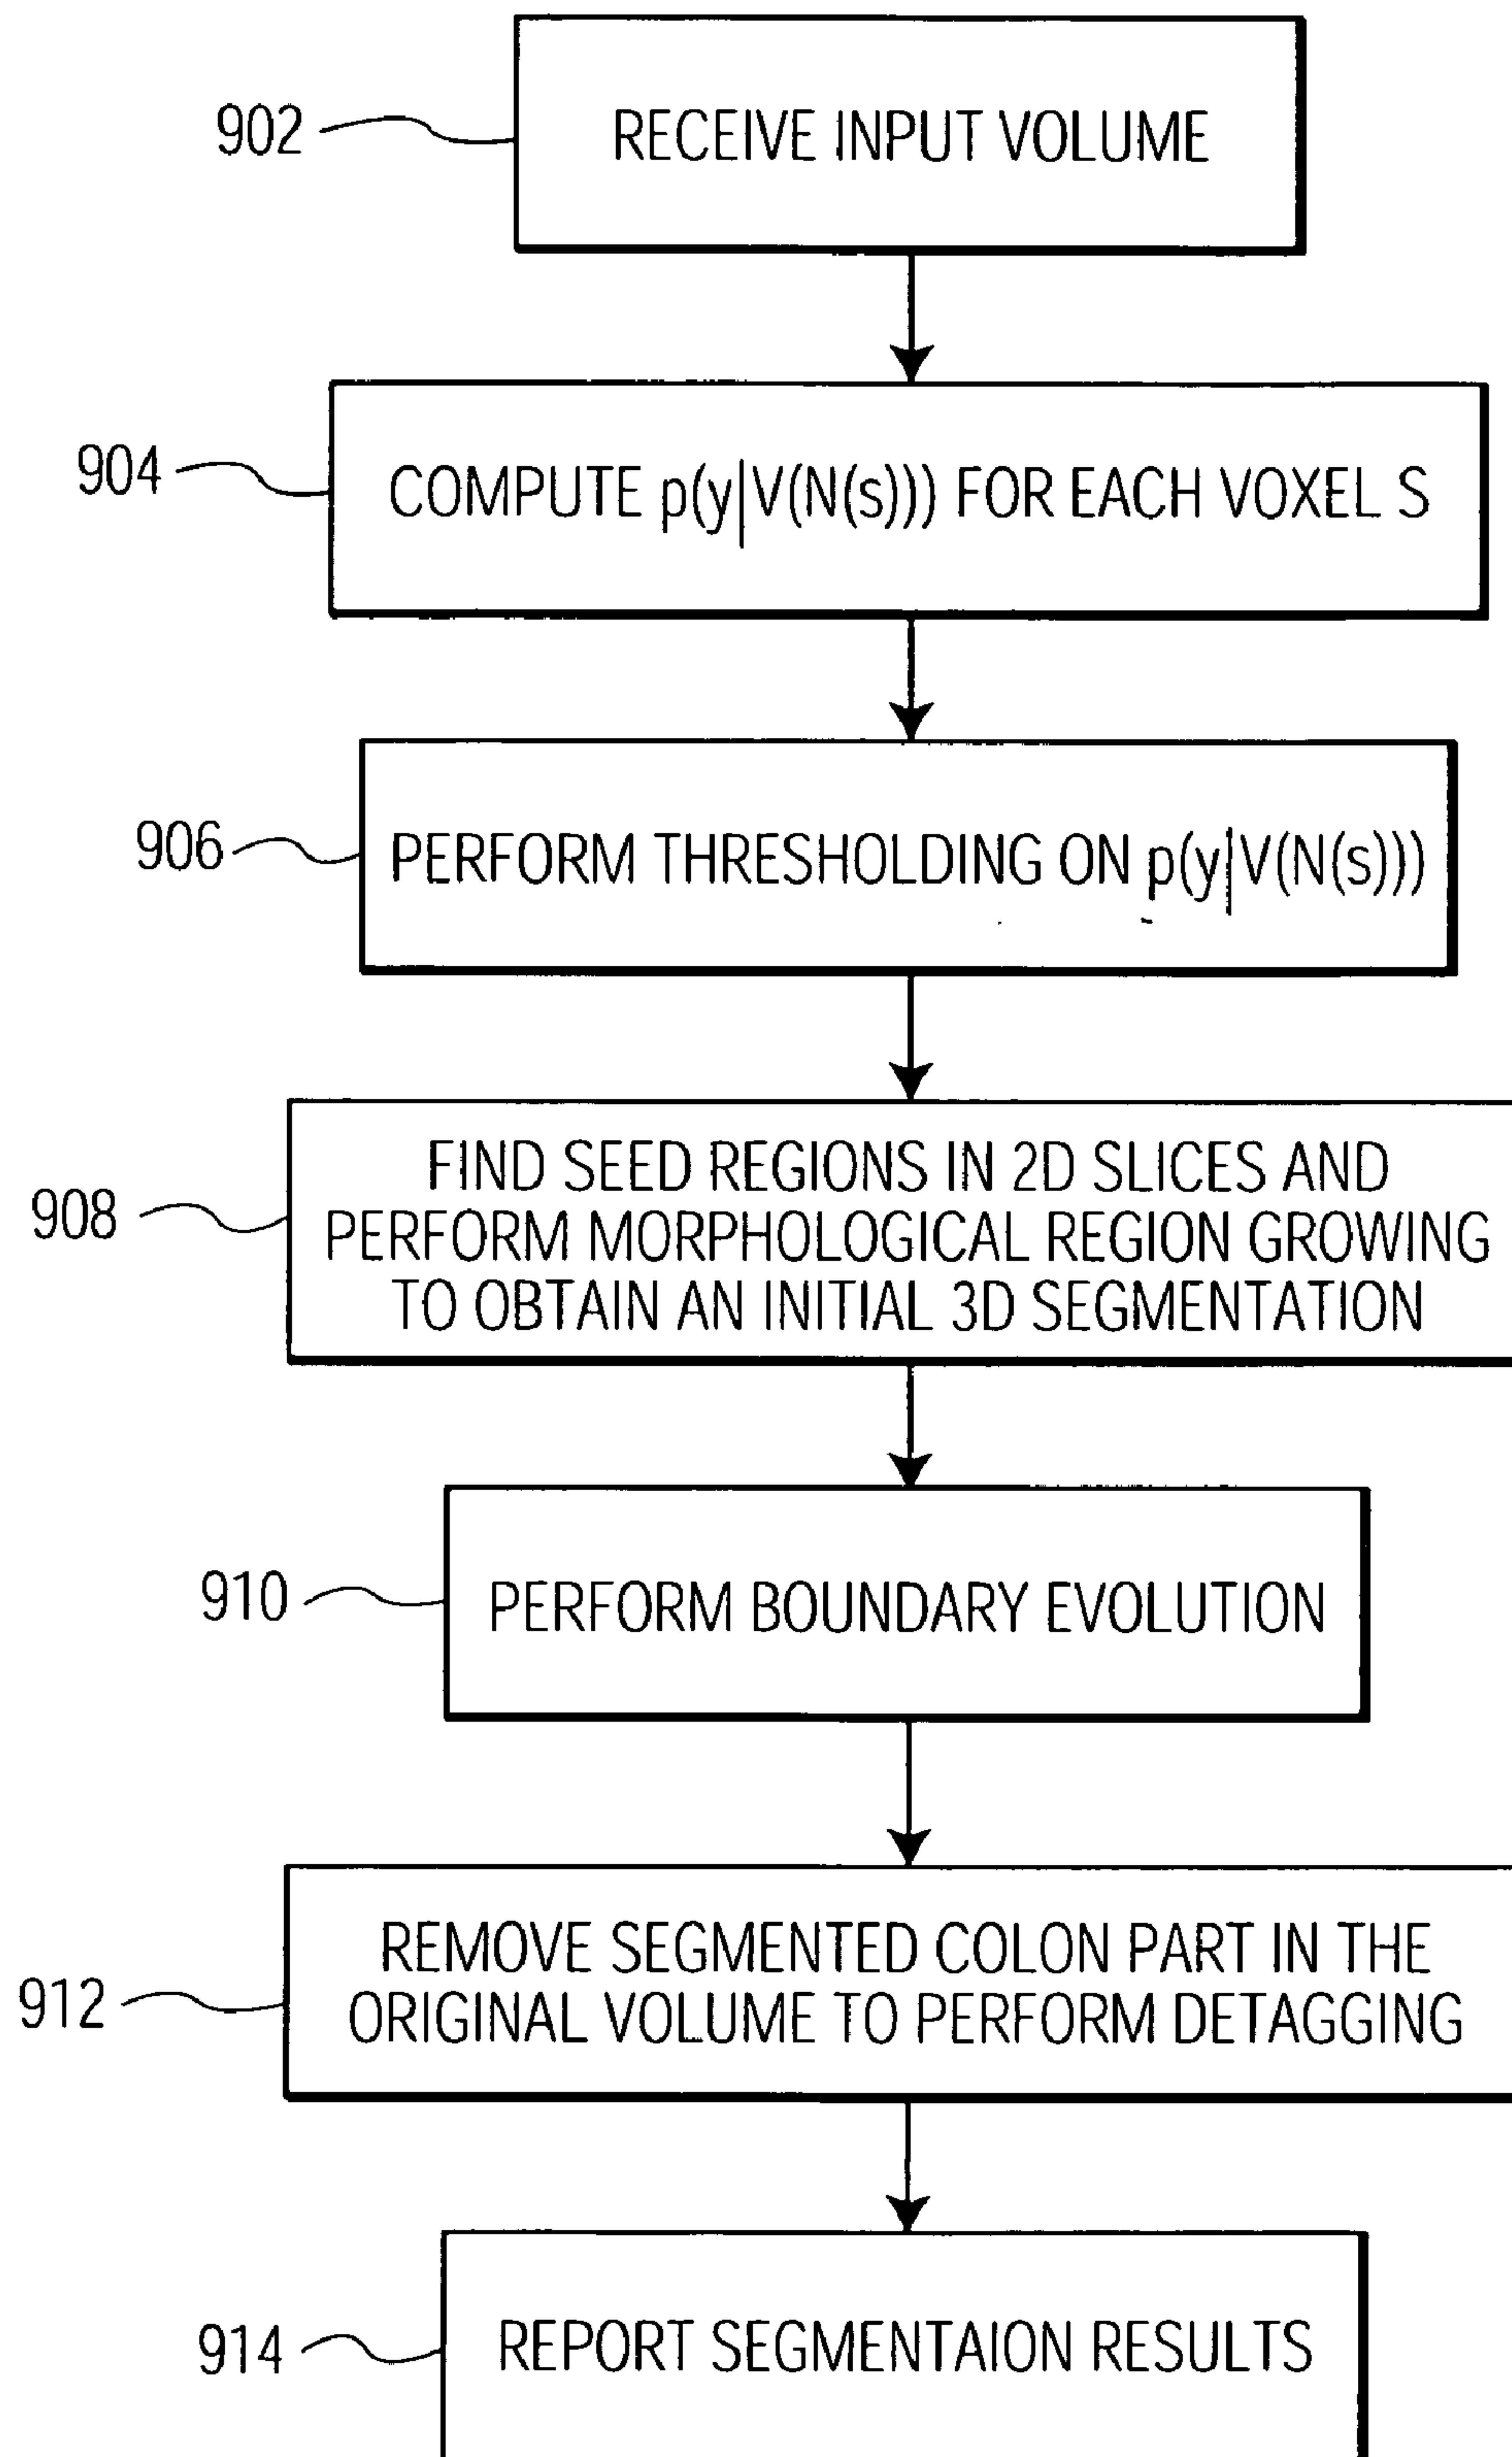 902
RECEIVE INPUT VOLUME
904
COMPUTE p(y|V(N(s))) FOR EACH VOXEL S
906
PERFORM THRESHOLDING ON p(y|V(N(s)))
908
FIND SEED REGIONS IN 2D SLICES AND
PERFORM MORPHOLOGICAL REGION GROWING
TO OBTAIN AN INITIAL 3D SEGMENTATION
910
PERFORM BOUNDARY EVOLUTION
912
REMOVE SEGMENTED COLON PART IN THE
ORIGINAL VOLUME TO PERFORM DETAGGING
914
REPORT SEGMENTAION RESULTS